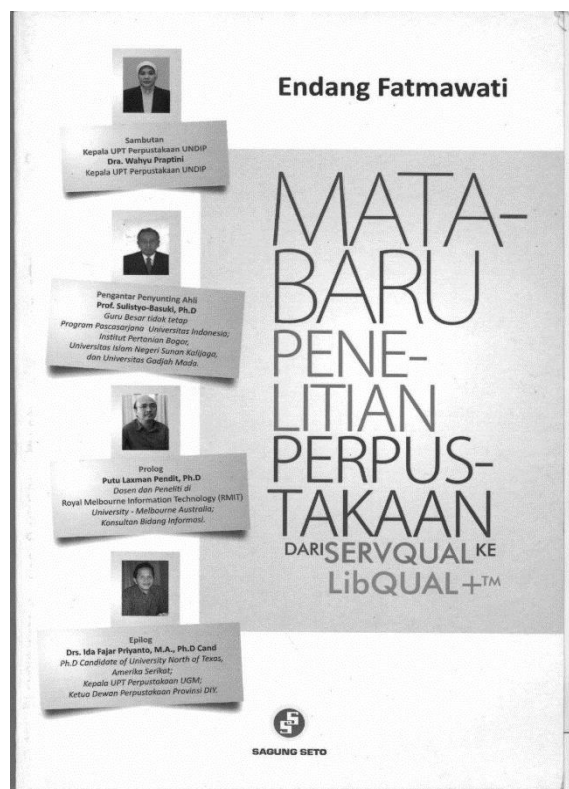 Endang Fatmawati
Sambutan
Kepala UPT Perpustakaan UNDIP
Dra. Wahyu Praptini
Kepala UPT Perpustakaan UNDIP
Pengantar Penyunting Ahli
Prof. Sulistyo-Basuki, Ph.D
Guru Besar tidak tetap
Program Pascasarjana Universitas Indonesia;
Institut Pertanian Bogor,
Universitas Islam Negeri Sunan Kalijaga,
dan Universitas Gadjah Mada.
Prolog
Putu Laxman Pendit, Ph.D
Dosen dan Peneliti di
Royal Melbourne Information Technology (RMIT)
University - Melbourne Australia;
Konsultan Bidang Informasi.
Epilog
Drs. Ida Fajar Priyanto, M.A., Ph.D Cand
Ph.D Candidate of University North of Texas,
Amerika Serikat;
Kepala UPT Perpustakaan UGM;
Ketua Dewan Perpustakaan Provinsi DIY.
MATA-
BARU
PENE-
LITIAN
PERPUS-
TAKAAN
DARI SERVQUAL KE
LibQUAL+™
SAGUNG SETO